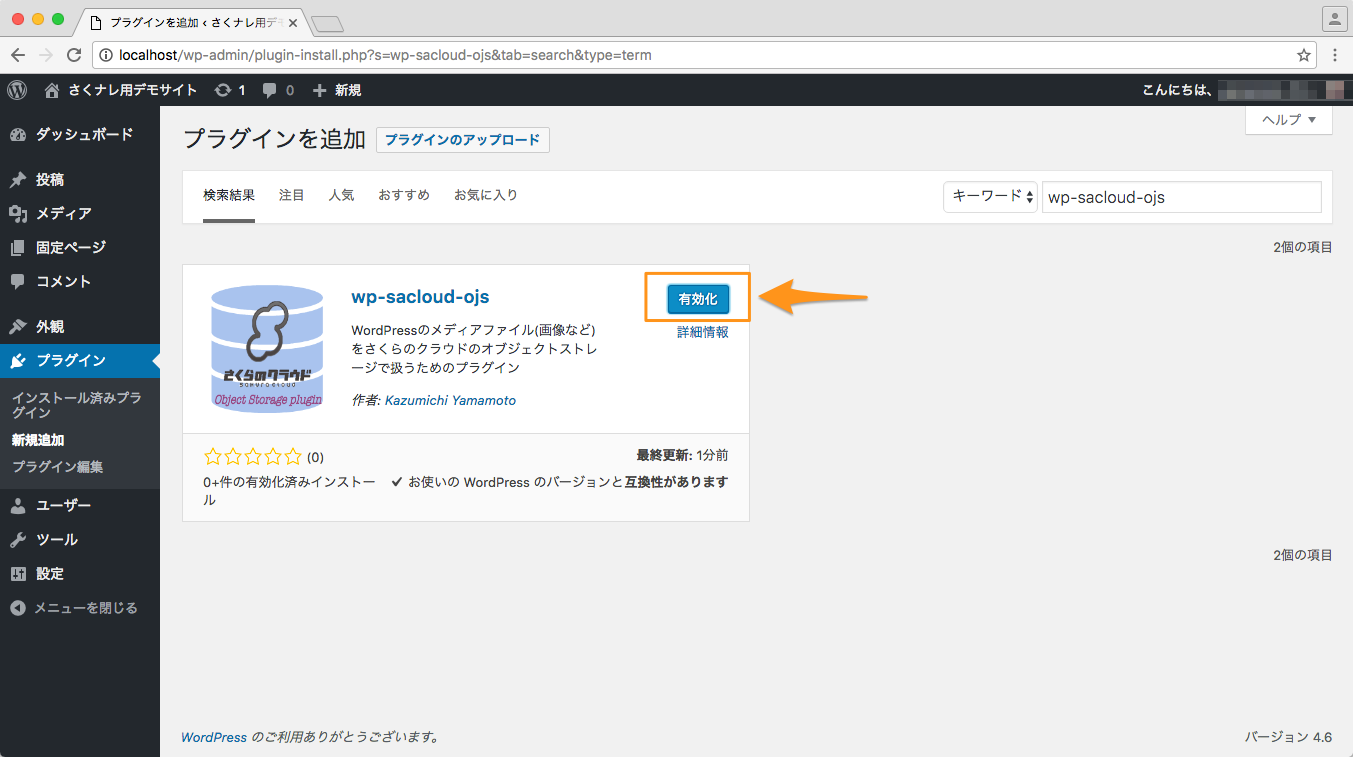 プラグインを追加 ‹ さくナレ用デモ
localhost/wp-admin/plugin-install.php?s=wp-sacloud-ojs&tab=search&type=term
さくナレ用デモサイト 1 0 新規
こんにちは、
ダッシュボード
投稿
メディア
固定ページ
コメント
外観
プラグイン
インストール済みプラ
グイン
新規追加
プラグイン編集
ユーザー
ツール
設定
メニューを閉じる
ヘルプ
プラグインを追加 プラグインのアップロード
検索結果 注目 人気 おすすめ お気に入り
キーワード wp-sacloud-ojs
2個の項目
さくらのクラウド
SAKURA CLOUD
Object Storage plugin
wp-sacloud-ojs
有効化
詳細情報
WordPressのメディアファイル(画像など)
をさくらのクラウドのオブジェクトストレ
ージで扱うためのプラグイン
作者: Kazumichi Yamamoto
(0)
最終更新: 1分前
0+件の有効化済みインストー
ル
お使いの WordPress のバージョンと互換性があります
2個の項目
WordPress のご利用ありがとうございます。
バージョン 4.6